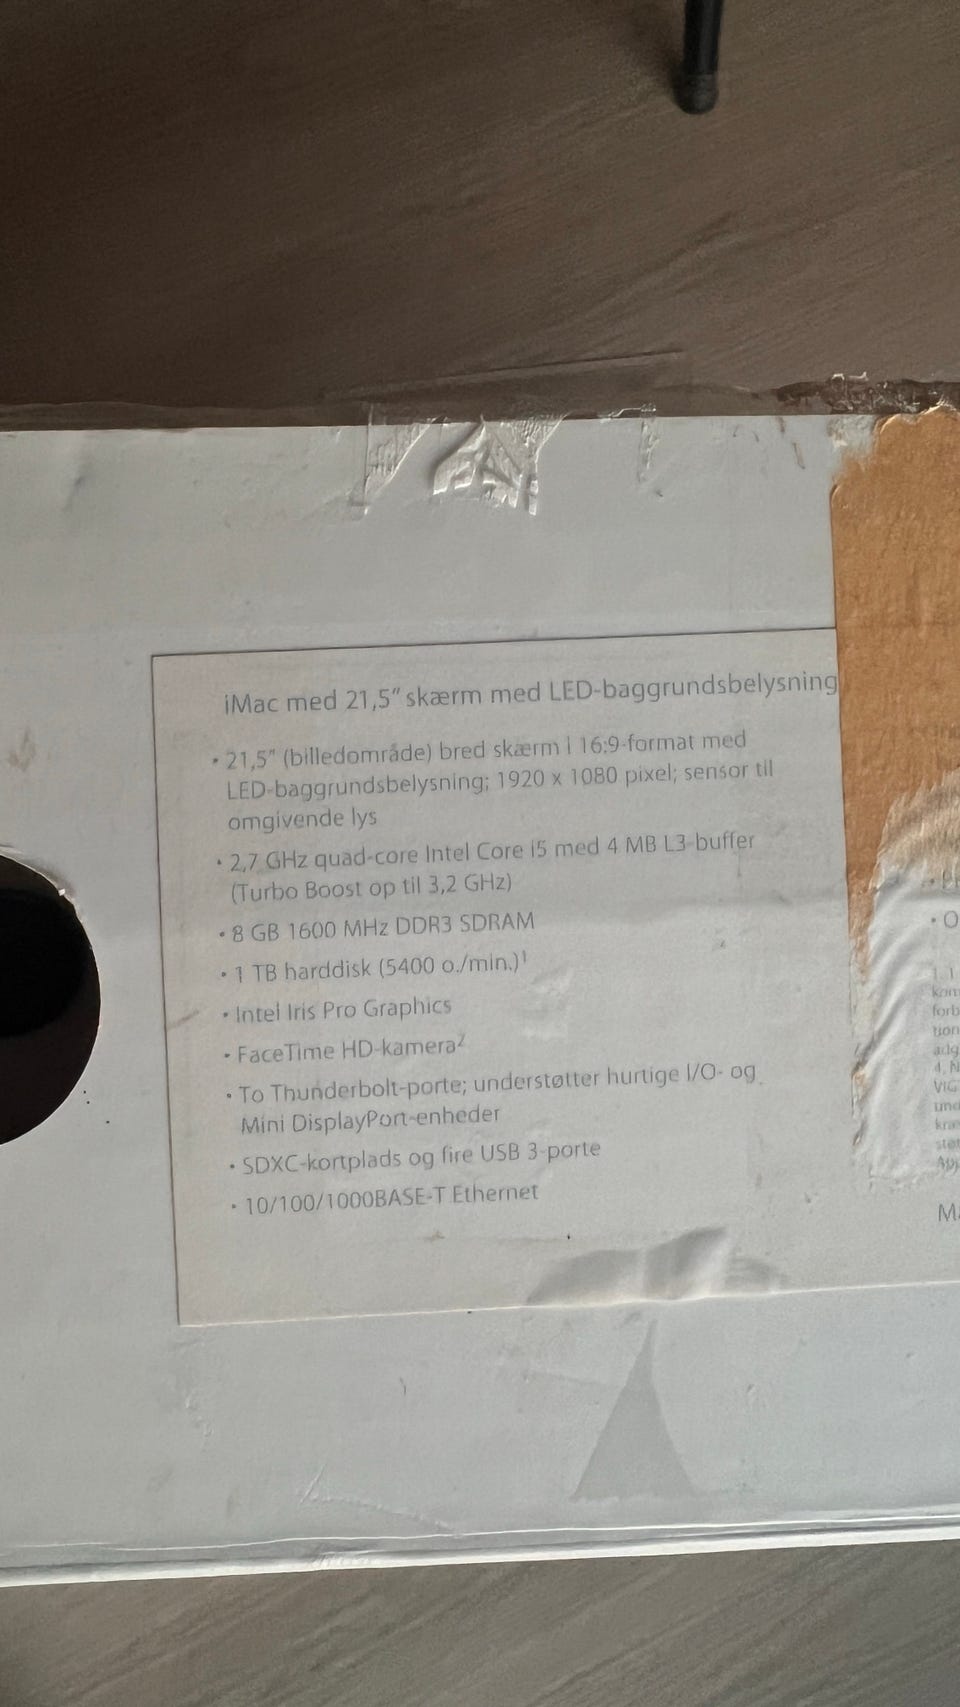 iMac med 21,5” skærm med LED-baggrundsbelysning
• 21,5” (billedområde) bred skærm i 16:9-format med
LED-baggrundsbelysning; 1920 x 1080 pixel; sensor til
omgivende lys
• 2,7 GHz quad-core Intel Core i5 med 4 MB L3-buffer
(Turbo Boost op til 3,2 GHz)
• 8 GB 1600 MHz DDR3 SDRAM
• 1 TB harddisk (5400 o./min.)¹
• Intel Iris Pro Graphics
• FaceTime HD-kamera²
• To Thunderbolt-porte; understøtter hurtige I/O- og
Mini DisplayPort-enheder
• SDXC-kortplads og fire USB 3-porte
• 10/100/1000BASE-T Ethernet